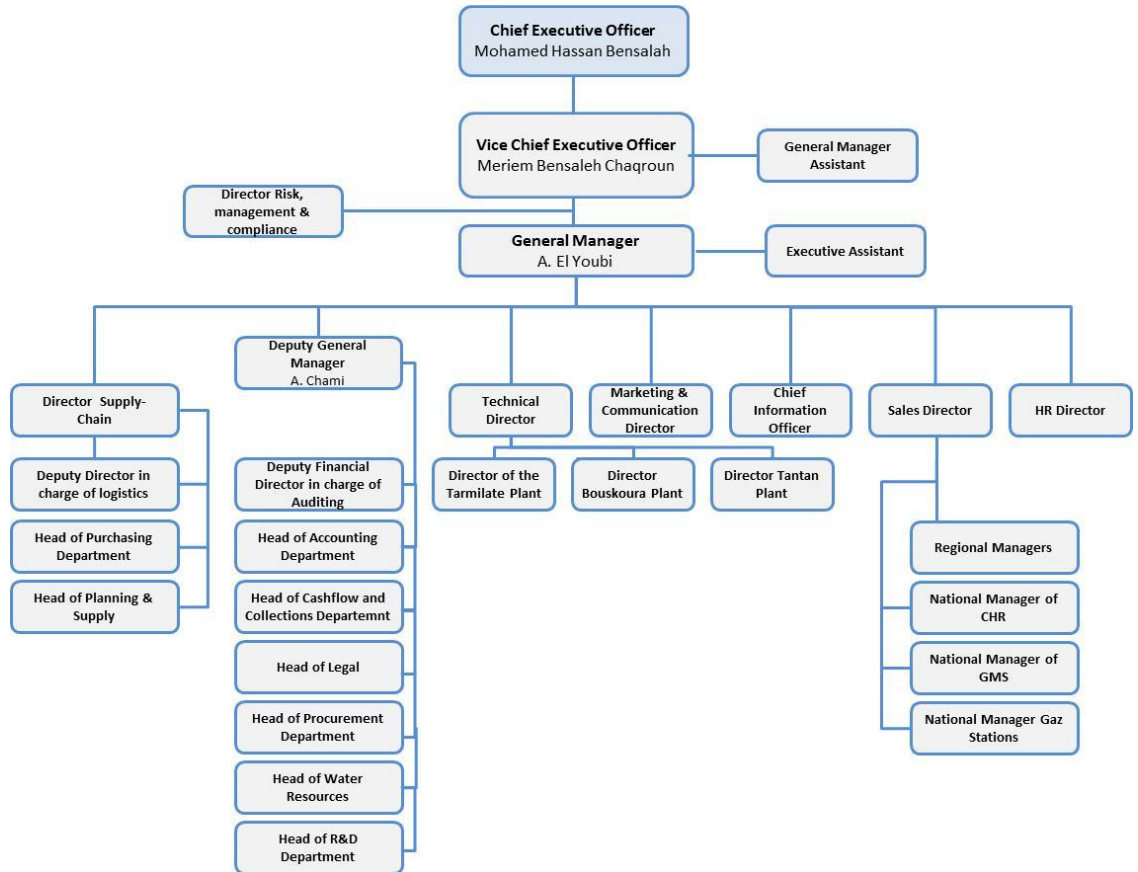 Chief Executive Officer
Mohamed Hassan Bensalah
Vice Chief Executive Officer
Meriem Bensaleh Chaqroun
General Manager
Assistant
Director Risk,
management &
compliance
General Manager
A. El Youbi
Executive Assistant
Deputy General
Manager
A. Chami
Director Supply-
Chain
Technical
Director
Marketing &
Communication
Director
Chief
Information
Officer
Sales Director
HR Director
Deputy Director in
charge of logistics
Head of Purchasing
Department
Head of Planning &
Supply
Deputy Financial
Director in charge of
Auditing
Head of Accounting
Department
Head of Cashflow and
Collections Departemnt
Head of Legal
Head of Procurement
Department
Head of Water
Resources
Head of R&D
Department
Director of the
Tarmilate Plant
Director
Bouskoura Plant
Director Tantan
Plant
Regional Managers
National Manager of
CHR
National Manager of
GMS
National Manager Gaz
Stations